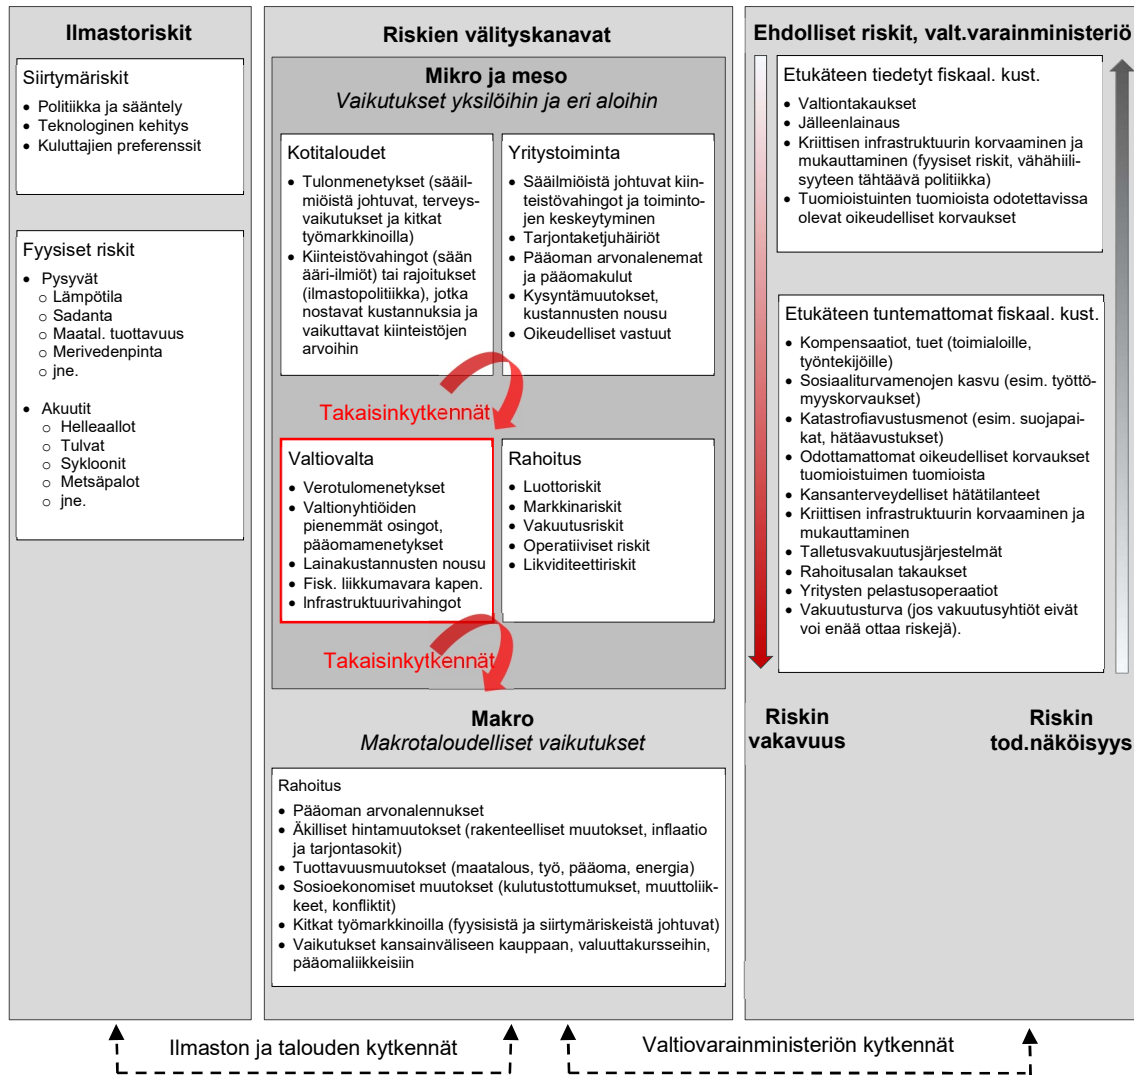 Ilmastoriskit
Siirtymäriskit
• Politiikka ja sääntely
• Teknologinen kehitys
• Kuluttajien preferenssit
Fyysiset riskit
• Pysyvät
o Lämpötila
o Sadanta
o Maatal. tuottavuus
o Merivedenpinta
o jne.
• Akuutit
o Helleaallot
o Tulvat
o Sykloonit
o Metsäpalot
o jne.
Riskien välityskanavat
Mikro ja meso
Vaikutukset yksilöihin ja eri aloihin
Kotitaloudet
• Tulonmenetykset (sääil-
miöistä johtuvat, terveys-
vaikutukset ja kitkat
työmarkkinoilla)
• Kiinteistövahingot (sään
ääri-ilmiöt) tai rajoitukset
(ilmastopolitiikka), jotka
nostavat kustannuksia ja
vaikuttavat kiinteistöjen
arvoihin
Yritystoiminta
• Sääilmiöistä johtuvat kiin-
teistövahingot ja toiminto-
jen keskeytyminen
• Tarjontaketjuhäiriöt
• Pääoman arvonalenemat
ja pääomakulut
• Kysyntämuutokset,
kustannusten nousu
• Oikeudelliset vastuut
Takaisinkytkennät
Valtiovalta
• Verotulomenetykset
• Valtionyhtiöiden
pienemmät osingot,
pääomamenetykset
• Lainakustannusten nousu
• Fisk. liikkumavara kapen.
• Infrastruktuurivahingot
Rahoitus
• Luottoriskit
• Markkinariskit
• Vakuutusriskit
• Operatiiviset riskit
• Likviditeettiriskit
Takaisinkytkennät
Makro
Makrotaloudelliset vaikutukset
Rahoitus
• Pääoman arvonalennukset
• Äkilliset hintamuutokset (rakenteelliset muutokset, inflaatio
ja tarjontasokit)
• Tuottavuusmuutokset (maatalous, työ, pääoma, energia)
• Sosioekonomiset muutokset (kulutustottumukset, muuttoliik-
keet, konfliktit)
• Kitkat työmarkkinoilla (fyysisistä ja siirtymäriskeistä johtuvat)
• Vaikutukset kansainväliseen kauppaan, valuuttakursseihin,
pääomaliikkeisiin
Ehdolliset riskit, valt.varainministeriö
Etukäteen tiedetyt fiskaal. kust.
• Valtiontakaukset
• Jälleenlainaus
• Kriittisen infrastruktuurin korvaaminen ja
mukauttaminen (fyysiset riskit, vähähiili-
syyteen tähtäävä politiikka)
• Tuomioistuinten tuomioista odotettavissa
olevat oikeudelliset korvaukset
Etukäteen tuntemattomat fiskaal. kust.
• Kompensaatiot, tuet (toimialoille,
työntekijöille)
• Sosiaaliturvamenojen kasvu (esim. työttö-
myyskorvaukset)
• Katastrofiavustusmenot (esim. suojapai-
kat, hätäavustukset)
• Odottamattomat oikeudelliset korvaukset
tuomioistuimen tuomioista
• Kansanterveydelliset hätätilanteet
• Kriittisen infrastruktuurin korvaaminen ja
mukauttaminen
• Talletusvakuutusjärjestelmät
• Rahoitusalan takaukset
• Yritysten pelastusoperaatiot
• Vakuutusturva (jos vakuutusyhtiöt eivät
voi enää ottaa riskejä).
Riskin
vakavuus
Riskin
tod.näköisyys
Ilmaston ja talouden kytkennät
Valtiovarainministeriön kytkennät